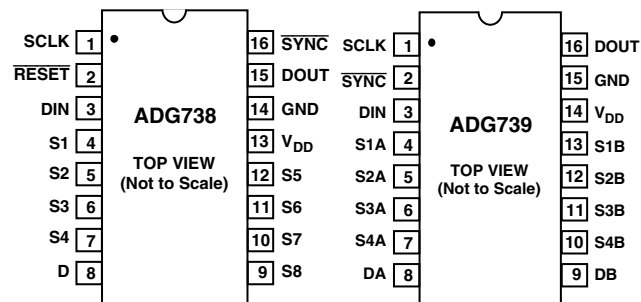 SCLK 1 16 SYNC
RESET 2 15 DOUT
DIN 3 14 GND
S1 4 13 VDD
S2 5 12 S5
S3 6 11 S6
S4 7 10 S7
D 8 9 S8
ADG738
TOP VIEW
(Not to Scale)
SCLK 1 16 DOUT
SYNC 2 15 GND
DIN 3 14 VDD
S1A 4 13 S1B
S2A 5 12 S2B
S3A 6 11 S3B
S4A 7 10 S4B
DA 8 9 DB
ADG739
TOP VIEW
(Not to Scale)